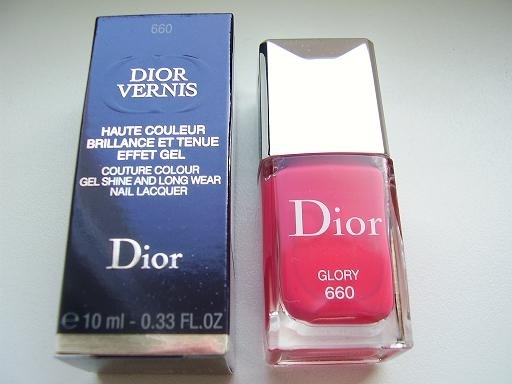 660
DIOR
VERNIS
HAUTE COULEUR
BRILLANCE ET TENUE
EFFET GEL
COUTURE COLOUR
GEL SHINE AND LONG WEAR
NAIL LACQUER
Dior
℮ 10 ml - 0.33 FL.OZ
Dior
GLORY
660